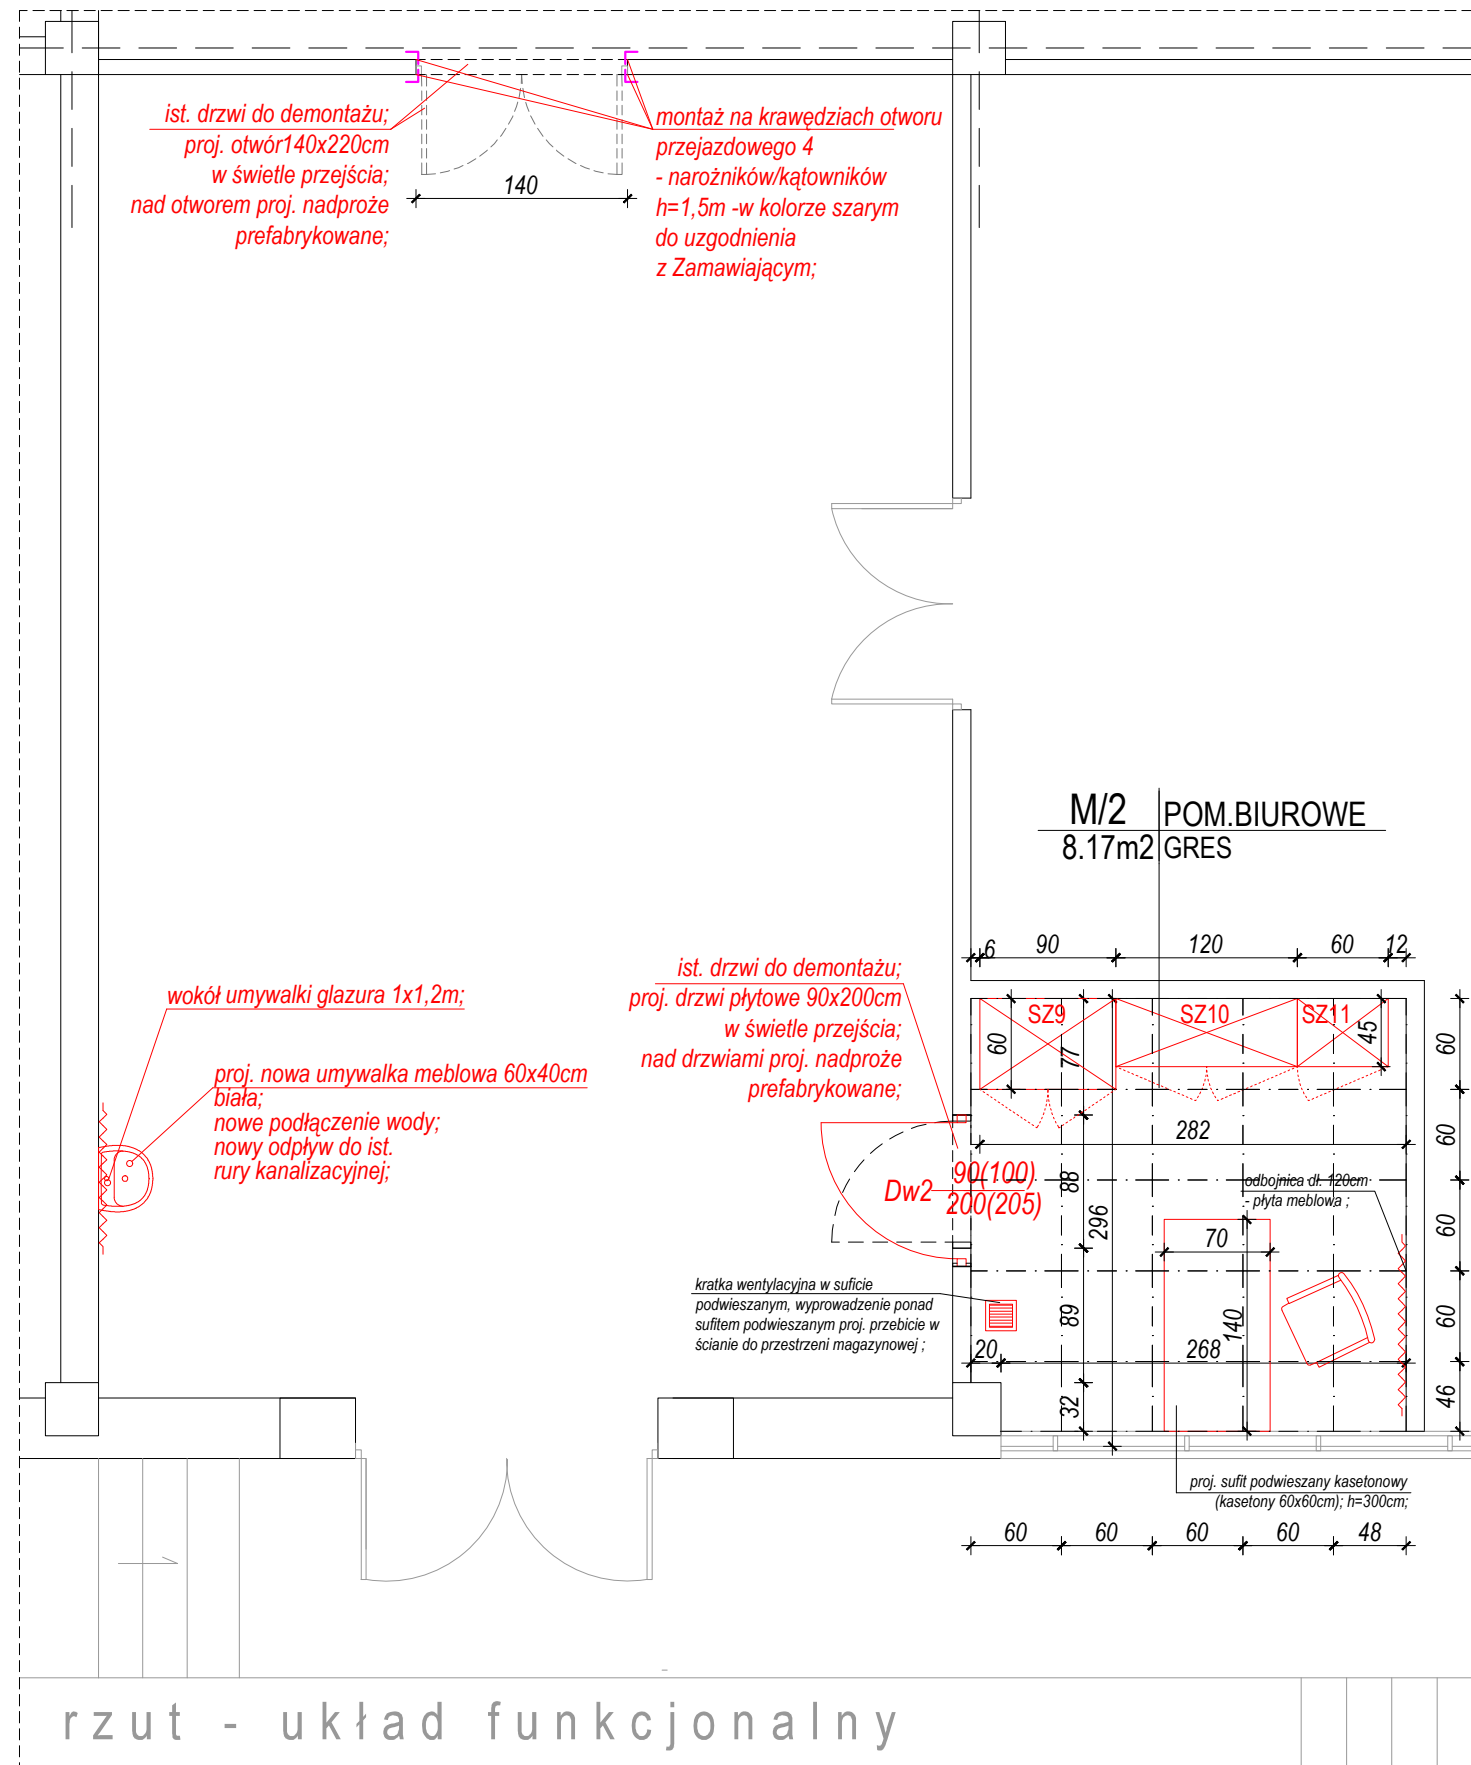 ist. drzwi do demontażu;
proj. otwór140x220cm
w świetle przejścia;
nad otworem proj. nadproże
prefabrykowane;
140
montaż na krawędziach otworu
przejazdowego 4
- narożników/kątowników
h=1,5m -w kolorze szarym
do uzgodnienia
z Zamawiającym;
M/2 POM.BIUROWE
8.17m2 GRES
6 90 120 60 12
ist. drzwi do demontażu;
proj. drzwi płytowe 90x200cm
w świetle przejścia;
nad drzwiami proj. nadproże
prefabrykowane;
wokół umywalki glazura 1x1,2m;
proj. nowa umywalka meblowa 60x40cm
biała;
nowe podłączenie wody;
nowy odpływ do ist.
rury kanalizacyjnej;
SZ9 SZ10 SZ11
60
77
45
60
282
60
Dw2 90(100)
200(205)
88
296
odbojnica dł. 120cm
- płyta meblowa ;
60
70
140
kratka wentylacyjna w suficie
podwieszanym, wyprowadzenie ponad
sufitem podwieszanym proj. przebicie w
ścianie do przestrzeni magazynowej ;
89
60
20
268
32
46
proj. sufit podwieszany kasetonowy
(kasetony 60x60cm); h=300cm;
60 60 60 60 48
rzut - układ funkcjonalny